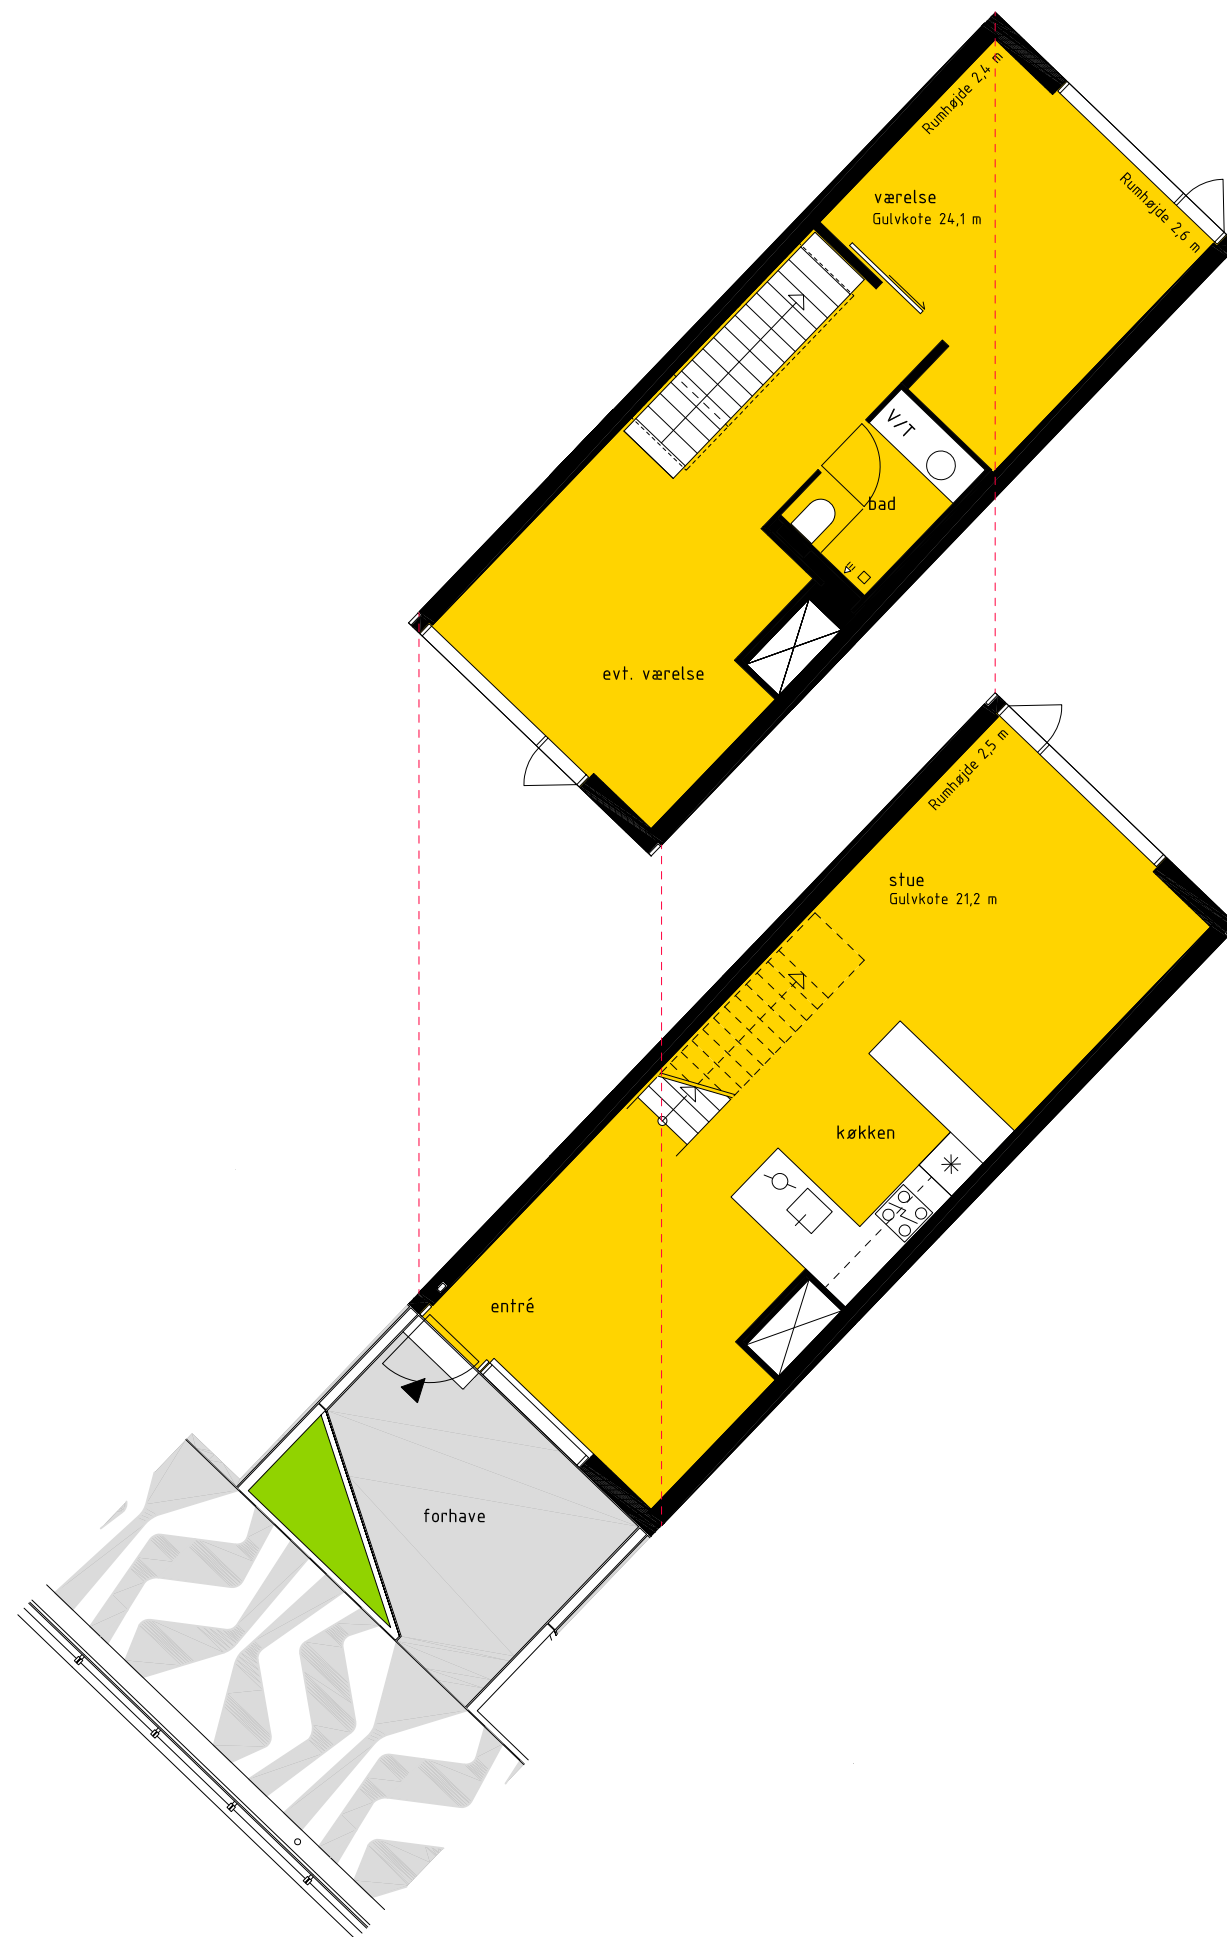 Rumhøjde 2,4 m
Rumhøjde 2,6 m
værelse
Gulvkote 24,1 m
V/T
bad
evt. værelse
Rumhøjde 2,5 m
stue
Gulvkote 21,2 m
køkken
entré
forhave